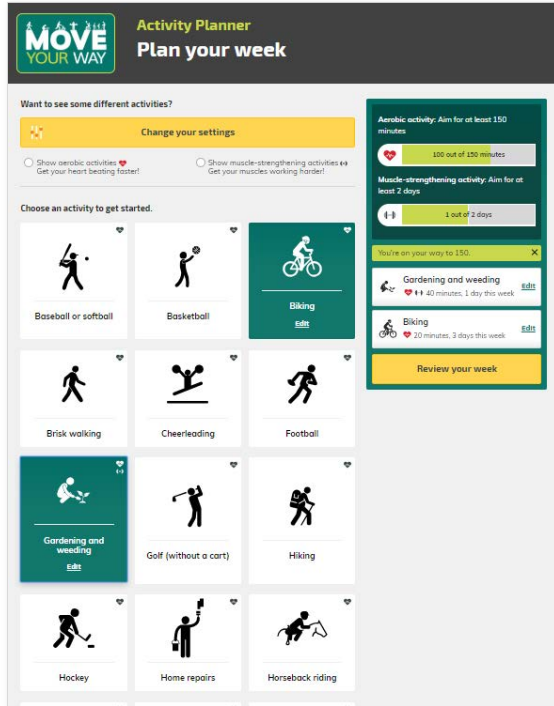 MOVE
YOUR WAY
Activity Planner
Plan your week
Want to see some different activities?
Change your settings
Show aerobic activities
Get your heart beating faster!
Show muscle-strengthening activities
Get your muscles working harder!
Choose an activity to get started.
Baseball or softball
Basketball
Biking
Edit
Brisk walking
Cheerleading
Football
Gardening and
weeding
Edit
Golf (without a cart)
Hiking
Hockey
Home repairs
Horseback riding
Aerobic activity: Aim for at least 150
minutes
100 out of 150 minutes
Muscle-strengthening activity: Aim for at
least 2 days
1 out of 2 days
You're on your way to 150.
Gardening and weeding
40 minutes, 1 day this week
Edit
Biking
20 minutes, 3 days this week
Edit
Review your week